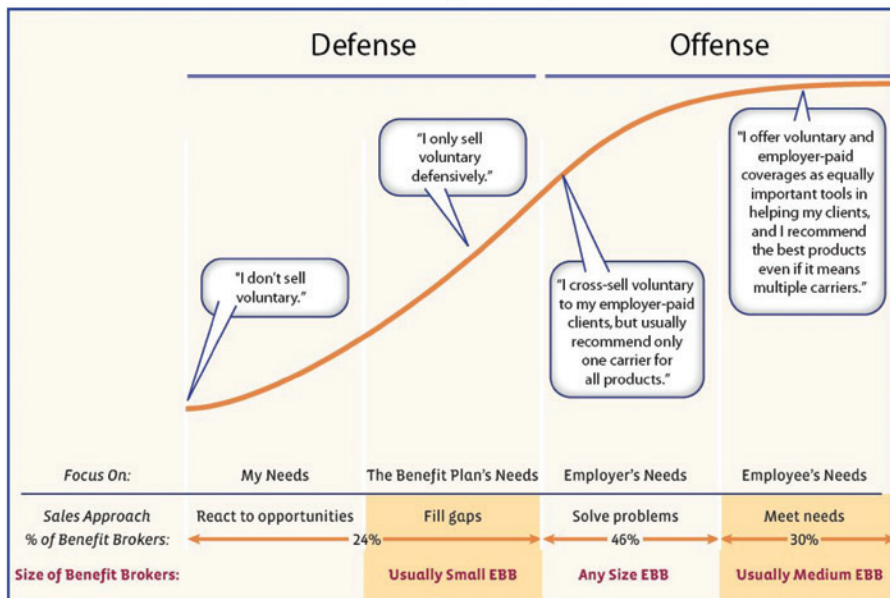 Defense
Offense
"I only sell
voluntary
defensively."
"I offer voluntary and
employer-paid
coverages as equally
important tools in
helping my clients,
and I recommend
the best products
even if it means
multiple carriers."
"I don't sell
voluntary."
"I cross-sell voluntary
to my employer-paid
clients, but usually
recommend only
one carrier for
all products."
Focus On: My Needs The Benefit Plan's Needs Employer's Needs Employee's Needs
Sales Approach React to opportunities Fill gaps Solve problems Meet needs
% of Benefit Brokers: 24% 46% 30%
Size of Benefit Brokers: Usually Small EBB Any Size EBB Usually Medium EBB